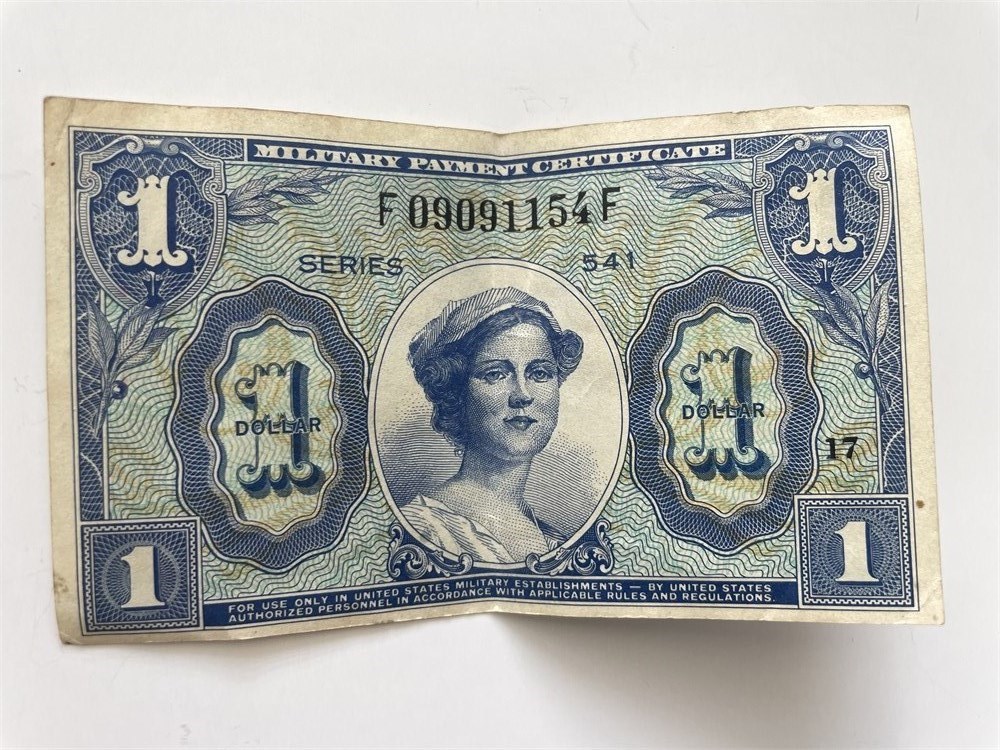 MILITARY PAYMENT CERTIFICATE
1 1
F 09091154 F
SERIES 541
1 DOLLAR 1 DOLLAR
17
1 1
FOR USE ONLY IN UNITED STATES MILITARY ESTABLISHMENTS — BY UNITED STATES
AUTHORIZED PERSONNEL IN ACCORDANCE WITH APPLICABLE RULES AND REGULATIONS.